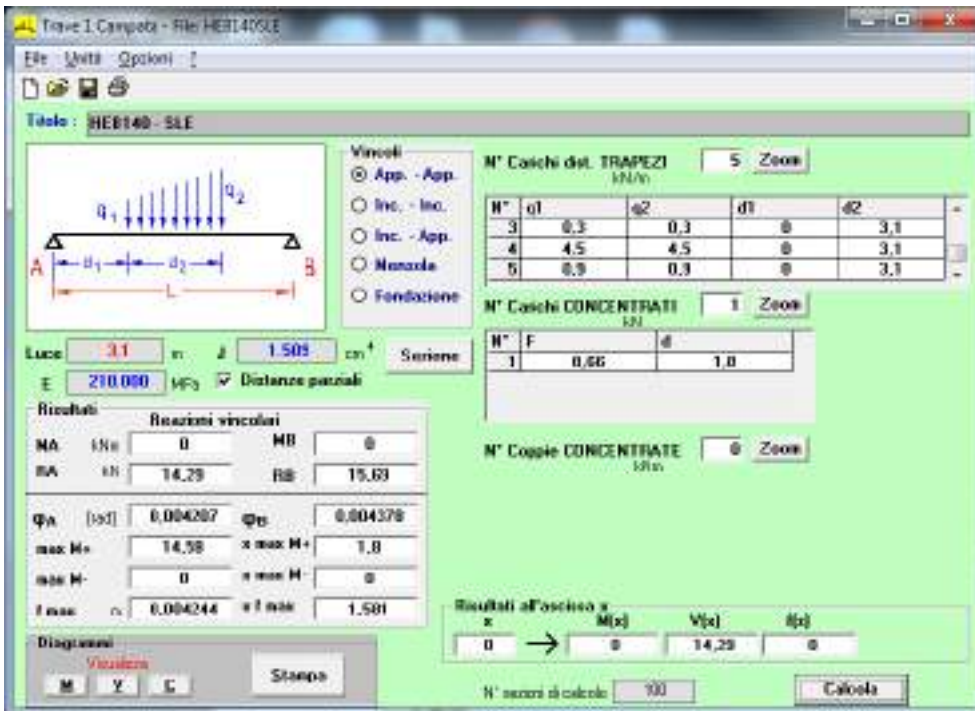 Trave 1 Campata - File: HEB140SLE
File Unità Opzioni ?
Titolo : HEB140 - SLE
q1 q2
A d1 d2 B
L
Vincoli
App. - App.
Inc. - Inc.
Inc. - App.
Mensola
Fondazione
N° Carichi dist. TRAPEZI 5 Zoom
kN/m
N° q1 q2 d1 d2
3 0,3 0,3 0 3,1
4 4,5 4,5 0 3,1
5 0,9 0,9 0 3,1
N° Carichi CONCENTRATI 1 Zoom
kN
N° F d
1 0,66 1,8
Luce 3,1 m J 1.509 cm4 Sezione
E 210.000 MPa Distanze parziali
Risultati
Reazioni vincolari
MA kNm 0 MB 0
RA kN 14,29 RB 15,69
N° Coppie CONCENTRATE 0 Zoom
kNm
φA [rad] 0,004287 φB 0,004378
max M+ 14,58 x max M+ 1,8
max M- 0 x max M- 0
f max 0,004244 x f max 1.581
Risultati all'ascissa x
x M(x) V(x) f(x)
0 → 0 14,29 0
Diagrammi
Visualizza
M V
Stampa
N° sezioni di calcolo 100
Calcola